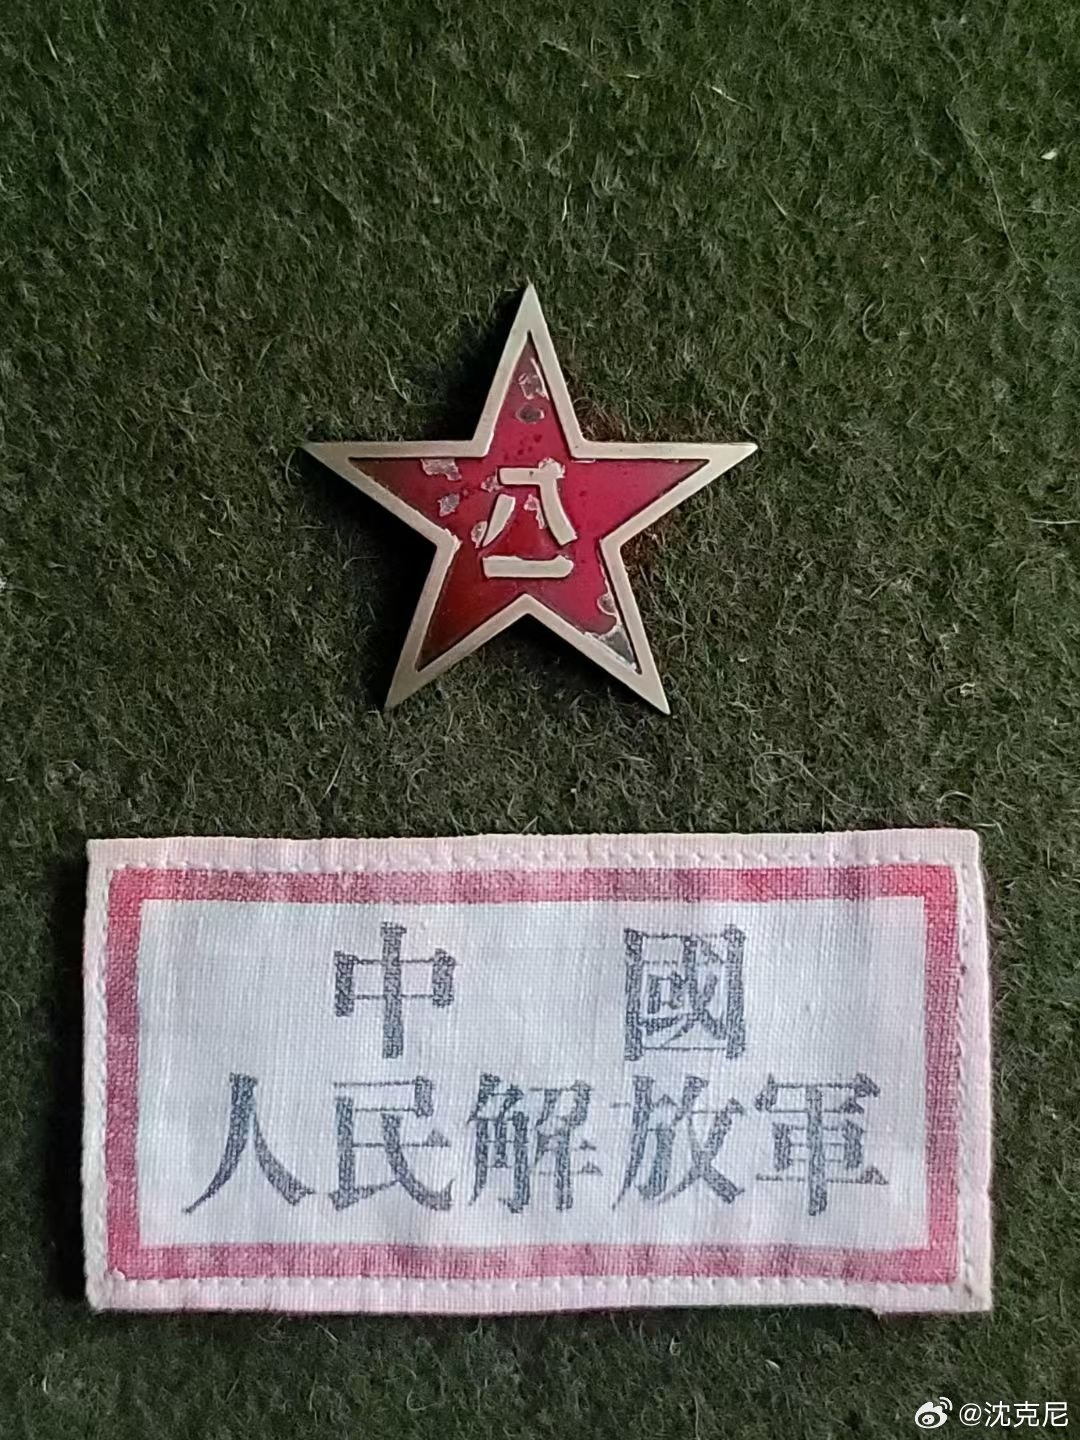 八一
中國
人民解放軍
@沈克尼